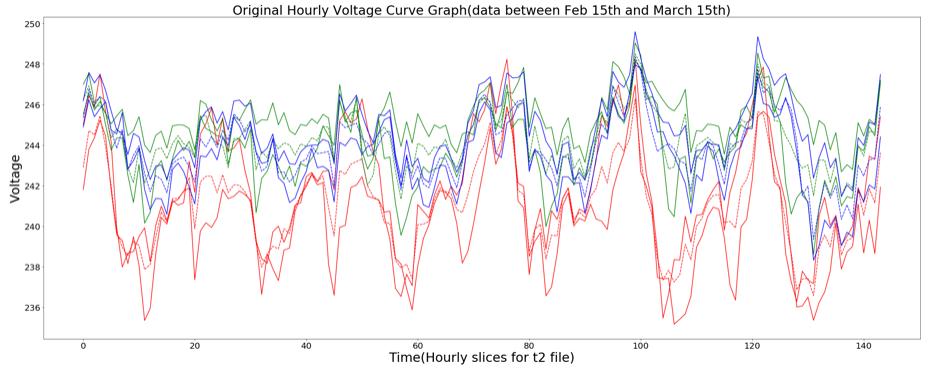 Original Hourly Voltage Curve Graph(data between Feb 15th and March 15th)
250
248
246
244
242
240
238
236
Voltage
0 20 40 60 80 100 120 140
Time(Hourly slices for t2 file)